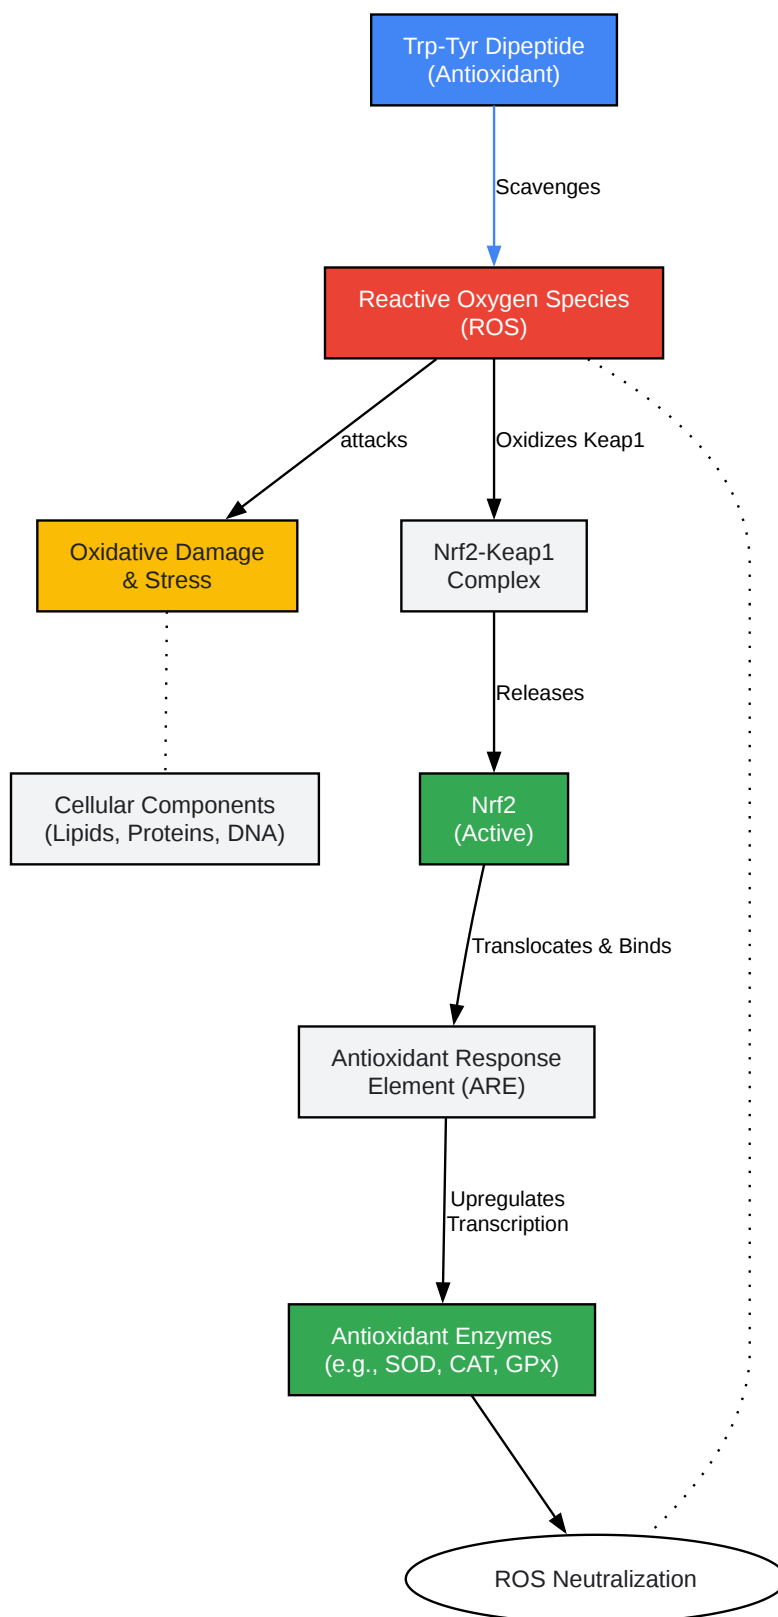 Trp-Tyr Dipeptide
(Antioxidant)
Scavenges
Reactive Oxygen Species
(ROS)
attacks
Oxidizes Keap1
Oxidative Damage
& Stress
Nrf2-Keap1
Complex
Releases
Cellular Components
(Lipids, Proteins, DNA)
Nrf2
(Active)
Translocates & Binds
Antioxidant Response
Element (ARE)
Upregulates
Transcription
Antioxidant Enzymes
(e.g., SOD, CAT, GPx)
ROS Neutralization